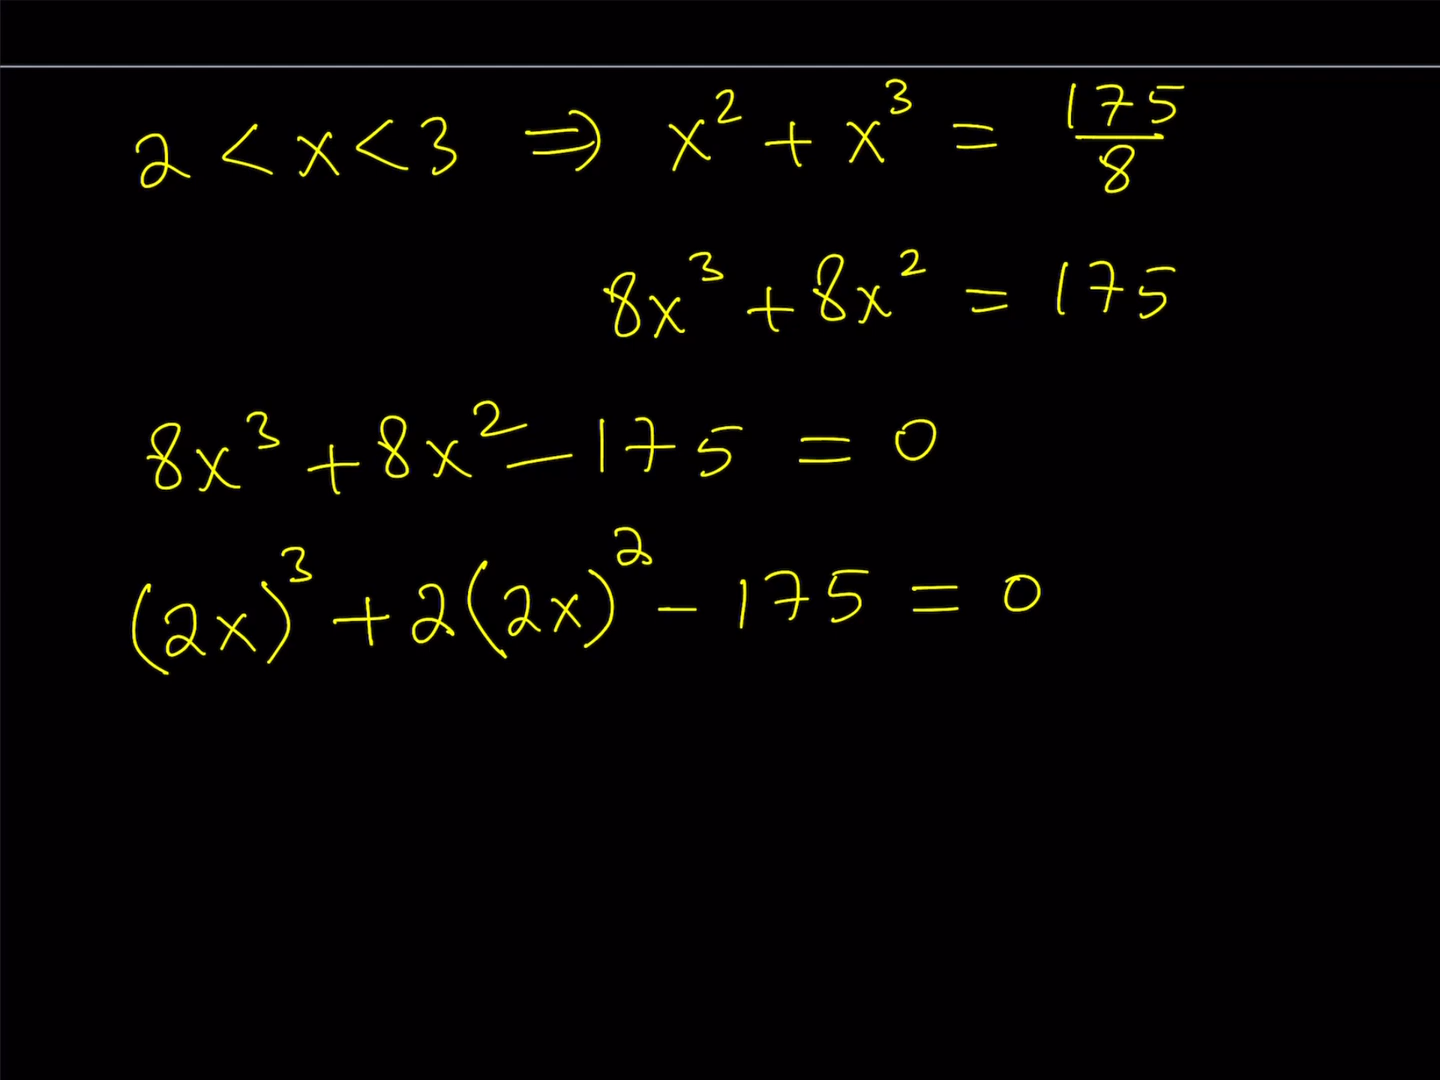 2 < x < 3 ⇒ x² + x³ = 175/8
8x³ + 8x² = 175
8x³ + 8x² – 175 = 0
(2x)³ + 2(2x)² – 175 = 0